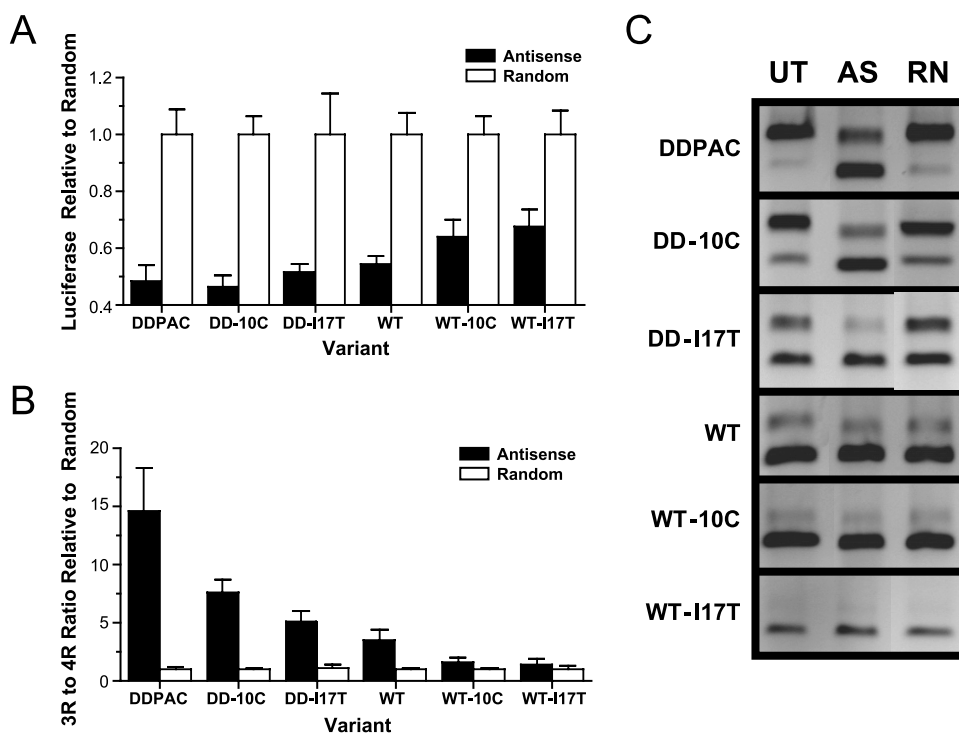 A
Luciferase Relative to Random
Antisense
Random
1.2
1.0
0.8
0.6
0.4
DDPAC DD-10C DD-I17T WT WT-10C WT-I17T
Variant
B
3R to 4R Ratio Relative to Random
Antisense
Random
20
15
10
5
0
DDPAC DD-10C DD-I17T WT WT-10C WT-I17T
Variant
C
UT AS RN
DDPAC
DD-10C
DD-I17T
WT
WT-10C
WT-I17T